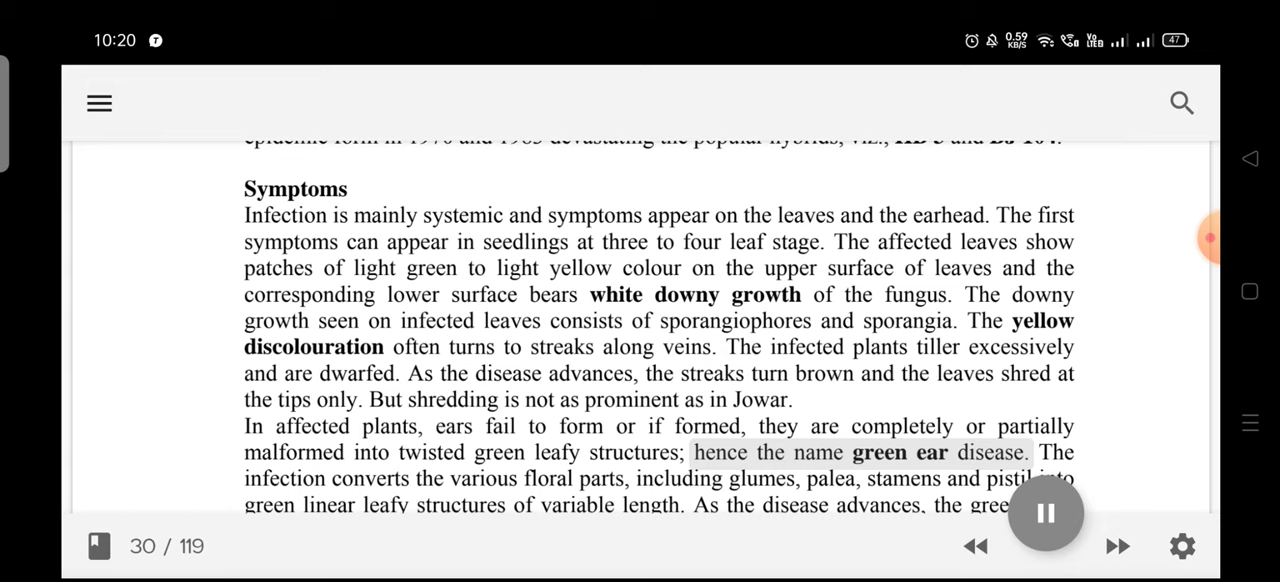 10:20
0.59
KB/S
Vo
LTE2
47
Symptoms
Infection is mainly systemic and symptoms appear on the leaves and the earhead. The first
symptoms can appear in seedlings at three to four leaf stage. The affected leaves show
patches of light green to light yellow colour on the upper surface of leaves and the
corresponding lower surface bears white downy growth of the fungus. The downy
growth seen on infected leaves consists of sporangiophores and sporangia. The yellow
discolouration often turns to streaks along veins. The infected plants tiller excessively
and are dwarfed. As the disease advances, the streaks turn brown and the leaves shred at
the tips only. But shredding is not as prominent as in Jowar.
In affected plants, ears fail to form or if formed, they are completely or partially
malformed into twisted green leafy structures; hence the name green ear disease. The
infection converts the various floral parts, including glumes, palea, stamens and pistil into
green linear leafy structures of variable length. As the disease advances, the
30 / 119